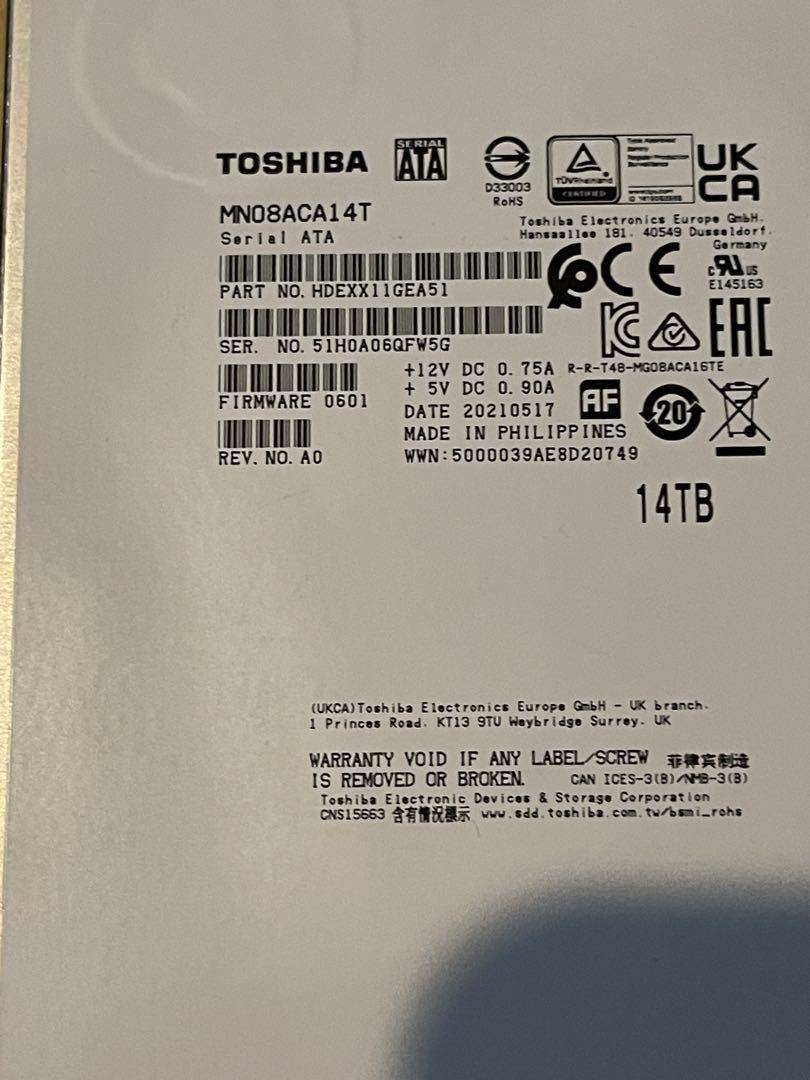 TOSHIBA
SERIAL
ATA
D33003
RoHS
TÜVRheinland
CERTIFIED
UK
CA
MN08ACA14T
Serial ATA
Toshiba Electronics Europe GmbH.
Hansaallee 181. 40549 Dusseldorf.
Germany
PART NO. HDEXX11GEA51
CE
c RU US
E145163
SER. NO. 51H0A06QFW5G
EAC
R-R-T48-MG08ACA16TE
FIRMWARE 0601
+12V DC 0.75A
+ 5V DC 0.90A
DATE 20210517
AF
20
MADE IN PHILIPPINES
REV. NO. A0
WWN:5000039AE8D20749
14TB
(UKCA)Toshiba Electronics Europe GmbH - UK branch.
1 Princes Road. KT13 9TU Weybridge Surrey. UK
WARRANTY VOID IF ANY LABEL/SCREW 菲律宾制造
IS REMOVED OR BROKEN. CAN ICES-3(B)/NMB-3(B)
Toshiba Electronic Devices & Storage Corporation
CNS15663 含有情況標示 www.sdd.toshiba.com.tw/bsmi_rohs